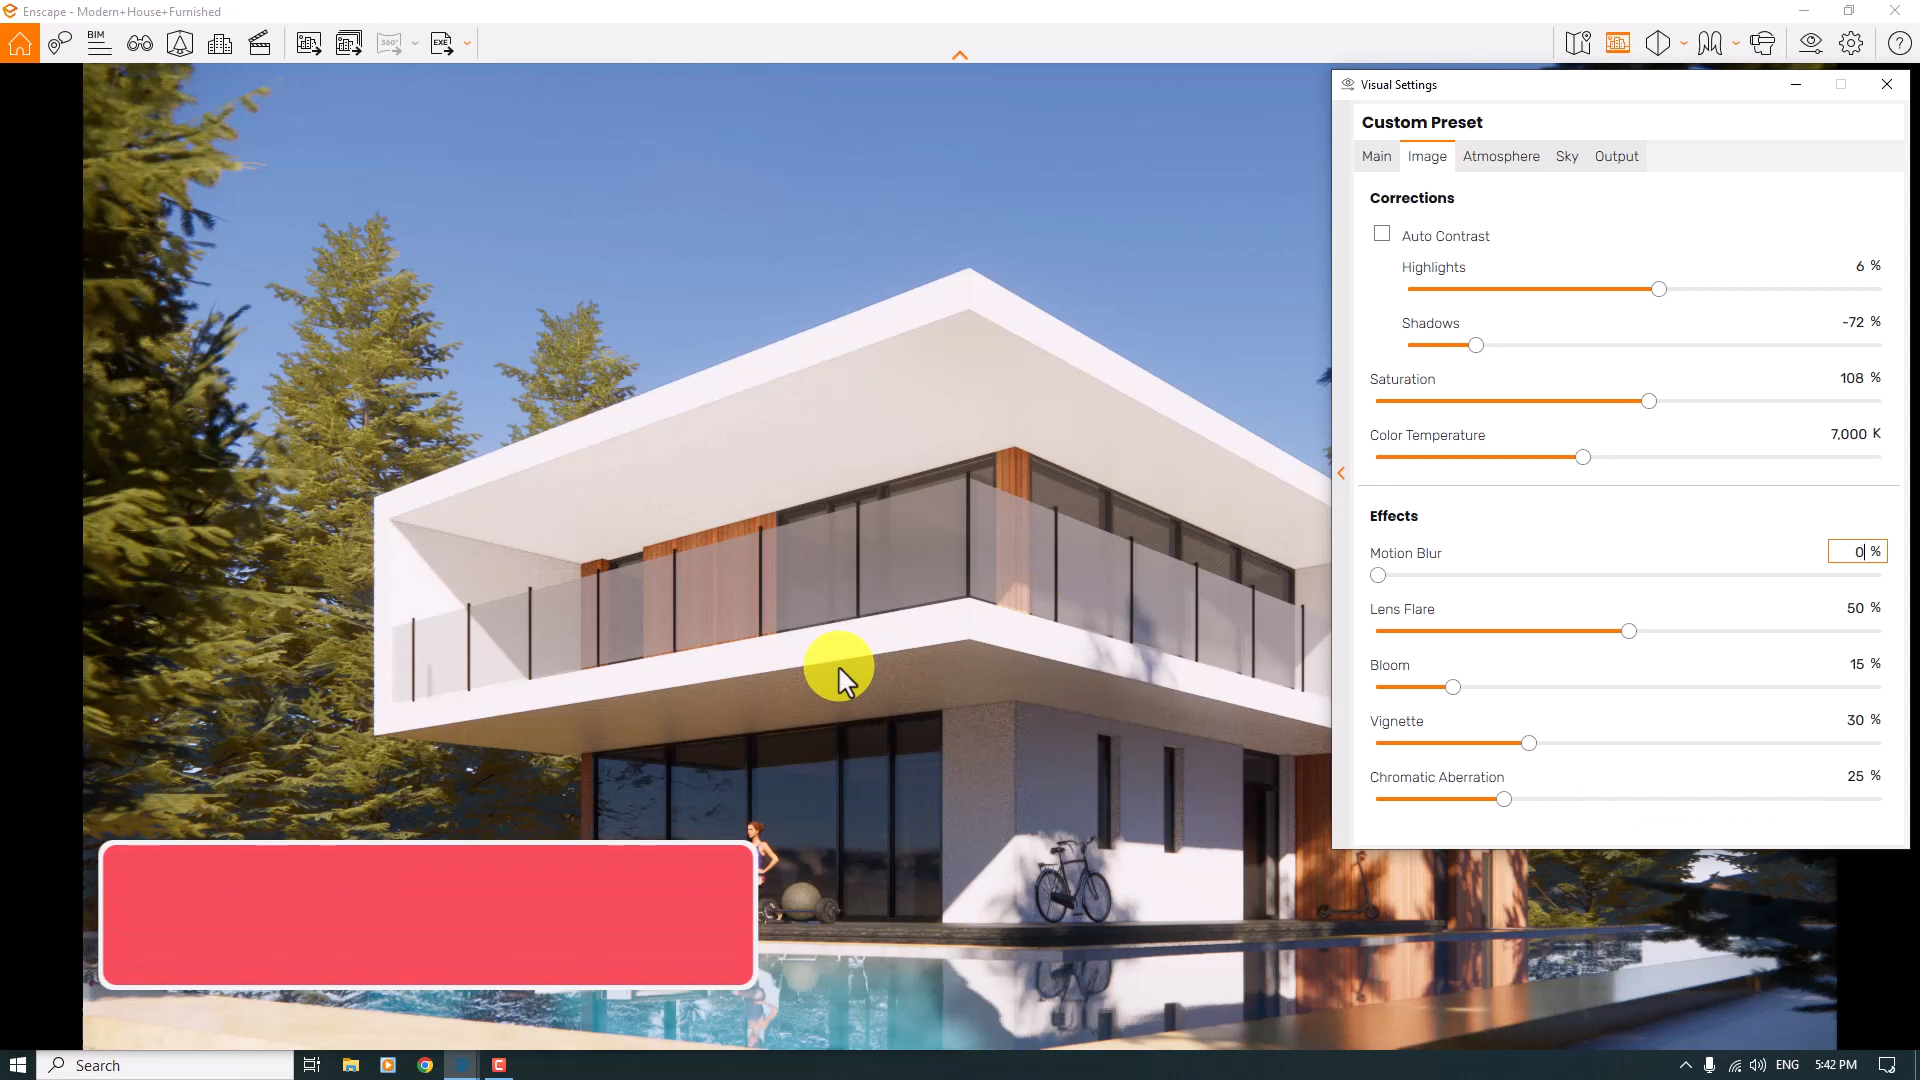 Enscape - Modern+House+Furnished
BIM
360°
EXE
Visual Settings
Custom Preset
Main Image Atmosphere Sky Output
Corrections
Auto Contrast
Highlights 6 %
Shadows -72 %
Saturation 108 %
Color Temperature 7,000 K
Effects
Motion Blur 0 %
Lens Flare 50 %
Bloom 15 %
Vignette 30 %
Chromatic Aberration 25 %
Search
ENG 5:42 PM